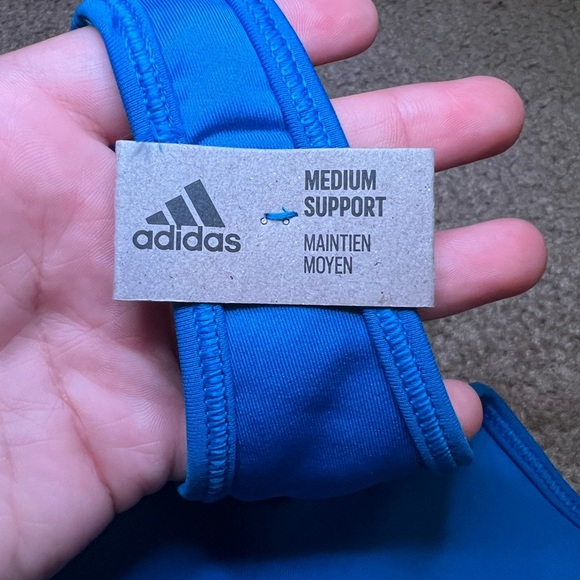 adidas
MEDIUM
SUPPORT
MAINTIEN
MOYEN